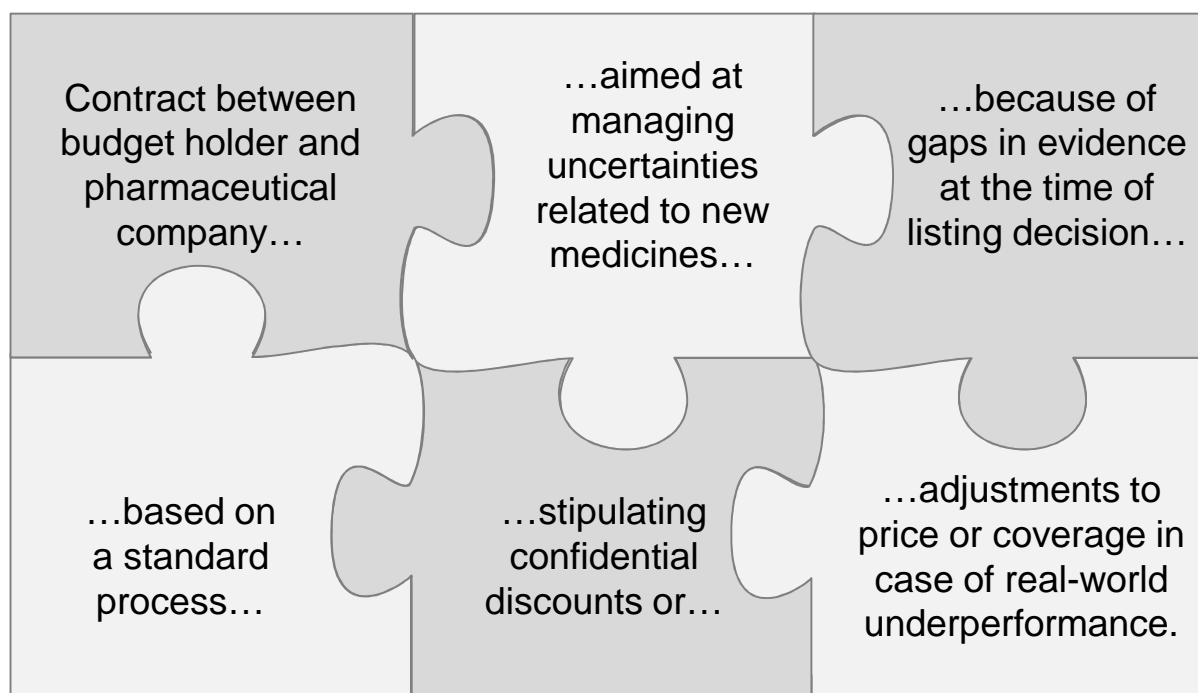 Contract between
budget holder and
pharmaceutical
company…
…aimed at
managing
uncertainties
related to new
medicines…
…because of
gaps in evidence
at the time of
listing decision…
…based on
a standard
process…
…stipulating
confidential
discounts or…
…adjustments to
price or coverage in
case of real-world
underperformance.